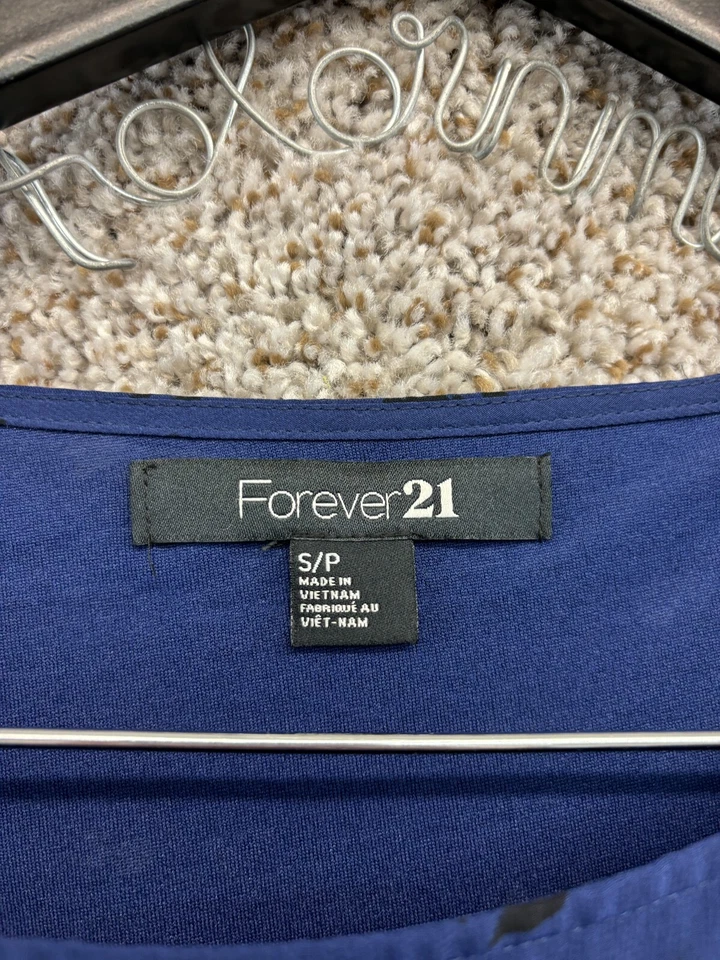 Forever21
S/P
MADE IN
VIETNAM
FABRIQUÉ AU
VIÊT-NAM